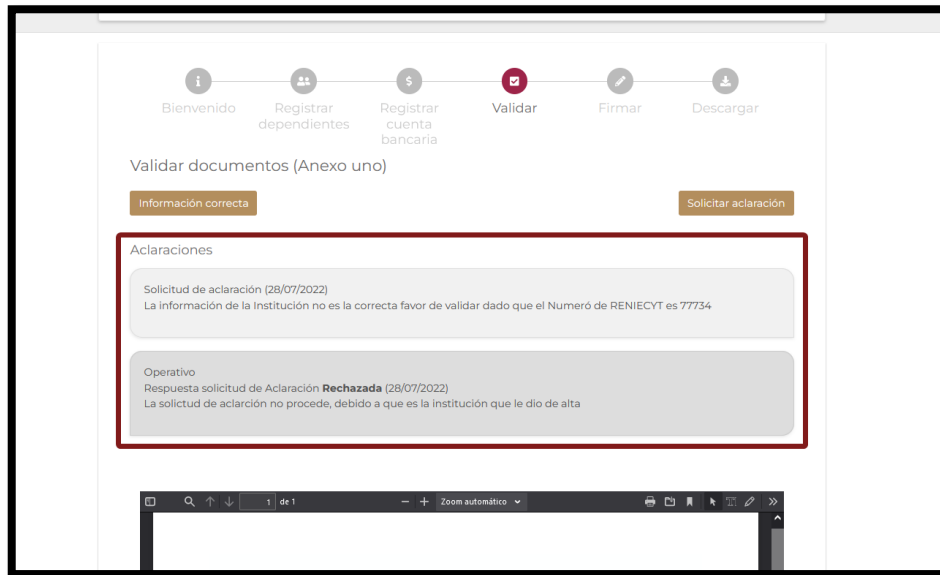 Bienvenido
Registrar
dependientes
Registrar
cuenta
bancaria
Validar
Firmar
Descargar
Validar documentos (Anexo uno)
Información correcta
Solicitar aclaración
Aclaraciones
Solicitud de aclaración (28/07/2022)
La información de la Institución no es la correcta favor de validar dado que el Numeró de RENIECYT es 77734
Operativo
Respuesta solicitud de Aclaración Rechazada (28/07/2022)
La solictud de aclarción no procede, debido a que es la institución que le dio de alta
1 de 1
Zoom automático